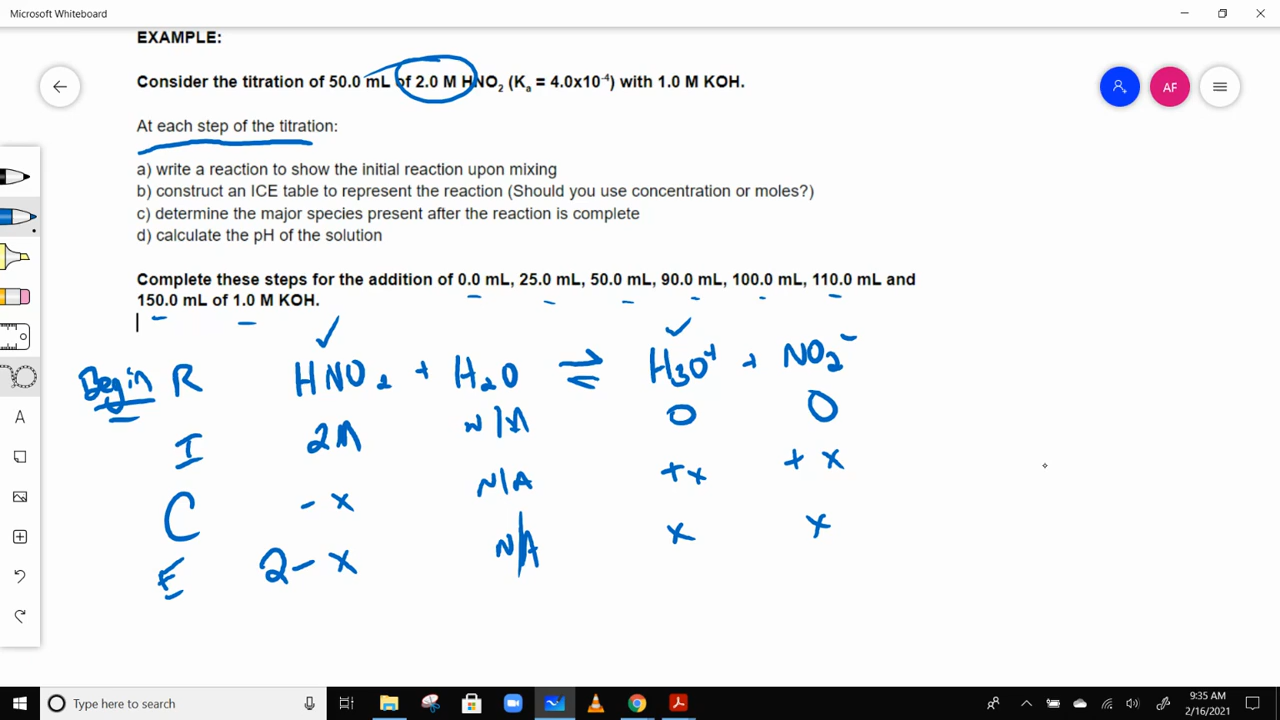 Microsoft Whiteboard
EXAMPLE:
Consider the titration of 50.0 mL of 2.0 M HNO₂ (Kₐ = 4.0x10⁻⁴) with 1.0 M KOH.
AF
At each step of the titration:
a) write a reaction to show the initial reaction upon mixing
b) construct an ICE table to represent the reaction (Should you use concentration or moles?)
c) determine the major species present after the reaction is complete
d) calculate the pH of the solution
Complete these steps for the addition of 0.0 mL, 25.0 mL, 50.0 mL, 90.0 mL, 100.0 mL, 110.0 mL and
150.0 mL of 1.0 M KOH.
Begin R HNO₂ + H₂O ⇌ H₃O⁺ + NO₂⁻
I 2M N/A 0 0
C - x N/A +x + x
E 2 - x N/A x x
A
Type here to search
9:35 AM
2/16/2021